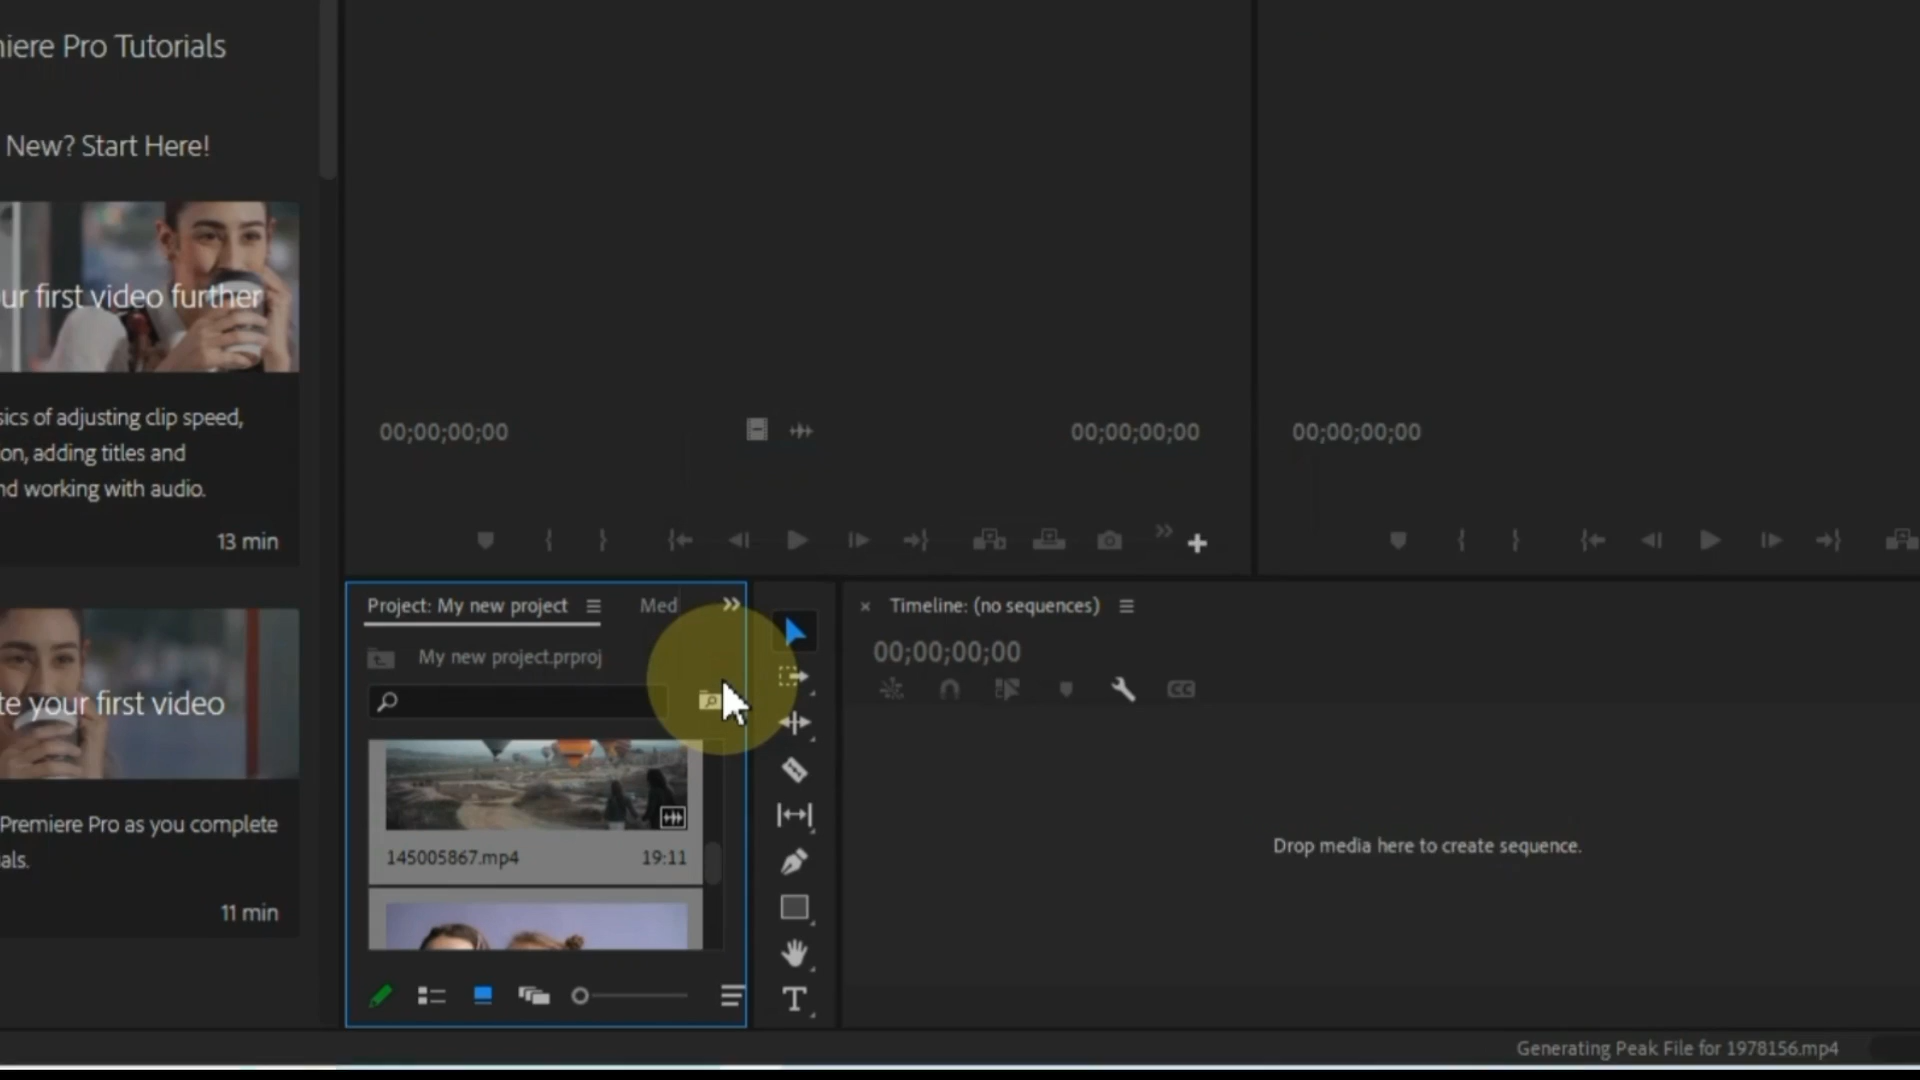 iere Pro Tutorials
New? Start Here!
ur first video further
sics of adjusting clip speed,
on, adding titles and
nd working with audio.
13 min
te your first video
Premiere Pro as you complete
als.
11 min
00;00;00;00
00;00;00;00
00;00;00;00
Project: My new project
Med
My new project.prproj
145005867.mp4
19:11
Timeline: (no sequences)
00;00;00;00
CC
Drop media here to create sequence.
Generating Peak File for 1978156.mp4